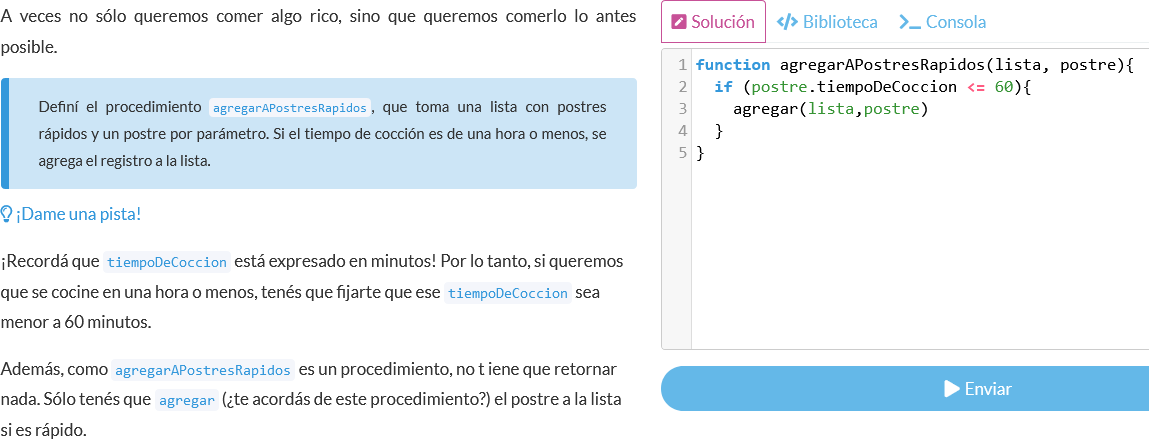 A veces no sólo queremos comer algo rico, sino que queremos comerlo lo antes
posible.
Definí el procedimiento agregarAPostresRapidos, que toma una lista con postres
rápidos y un postre por parámetro. Si el tiempo de cocción es de una hora o menos, se
agrega el registro a la lista.
¡Dame una pista!
¡Recordá que tiempoDeCoccion está expresado en minutos! Por lo tanto, si queremos
que se cocine en una hora o menos, tenés que fijarte que ese tiempoDeCoccion sea
menor a 60 minutos.
Además, como agregarAPostresRapidos es un procedimiento, no t iene que retornar
nada. Sólo tenés que agregar (¿te acordás de este procedimiento?) el postre a la lista
si es rápido.
Solución
Biblioteca
Consola
1 function agregarAPostresRapidos(lista, postre){
2 if (postre.tiempoDeCoccion <= 60){
3 agregar(lista,postre)
4 }
5 }
Enviar